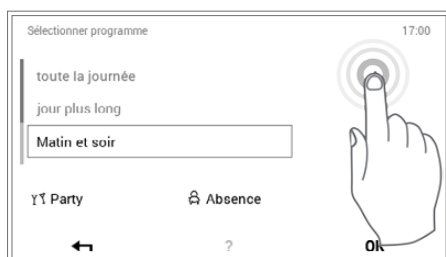 Sélectionner programme 17:00
toute la journée
jour plus long
Matin et soir
Party Absence
? OK